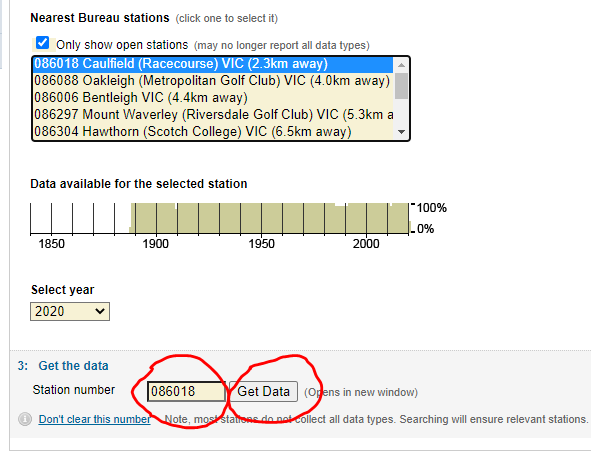 Nearest Bureau stations (click one to select it)
Only show open stations (may no longer report all data types)
086018 Caulfield (Racecourse) VIC (2.3km away)
086088 Oakleigh (Metropolitan Golf Club) VIC (4.0km away)
086006 Bentleigh VIC (4.4km away)
086297 Mount Waverley (Riversdale Golf Club) VIC (5.3km a
086304 Hawthorn (Scotch College) VIC (6.5km away)
Data available for the selected station
100%
0%
1850 1900 1950 2000
Select year
2020
3: Get the data
Station number 086018 Get Data (Opens in new window)
Don't clear this number Note, most stations do not collect all data types. Searching will ensure relevant stations.